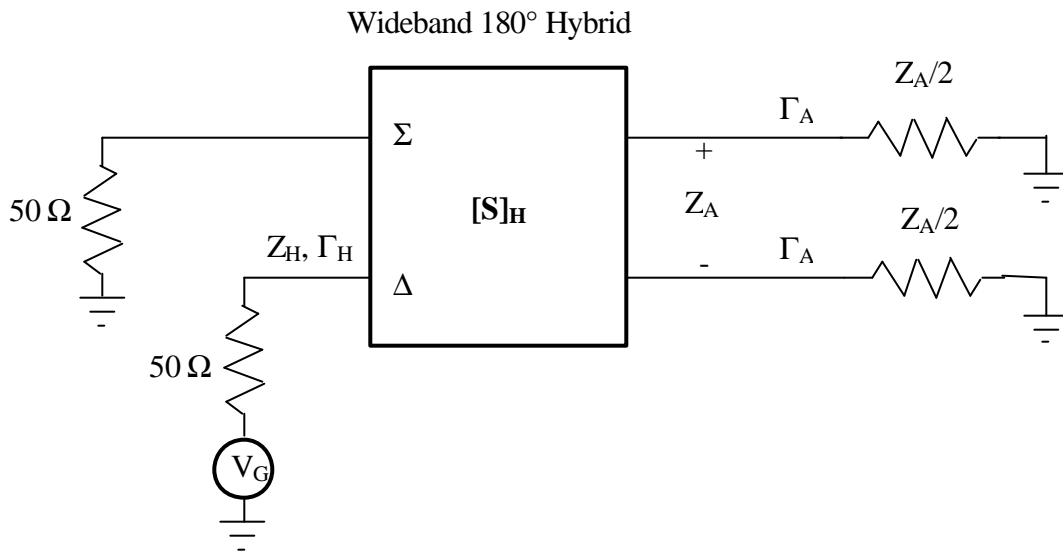 Wideband 180° Hybrid
Z_A/2
Γ_A
Σ
+
50 Ω
[S]_H
Z_A
Z_A/2
Z_H, Γ_H
-
Γ_A
Δ
50 Ω
V_G